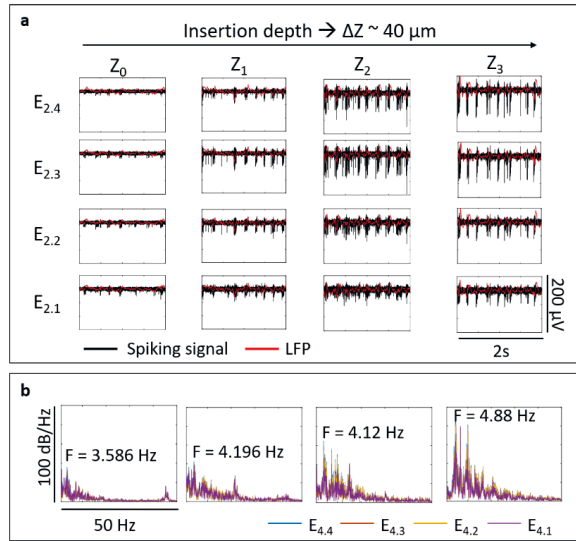 a
Insertion depth → ΔZ ~ 40 μm
Z0 Z1 Z2 Z3
E2.4
E2.3
E2.2
E2.1
200 μV
Spiking signal LFP
2s
b
100 dB/Hz
F = 3.586 Hz F = 4.196 Hz F = 4.12 Hz F = 4.88 Hz
50 Hz
E4.4 E4.3 E4.2 E4.1